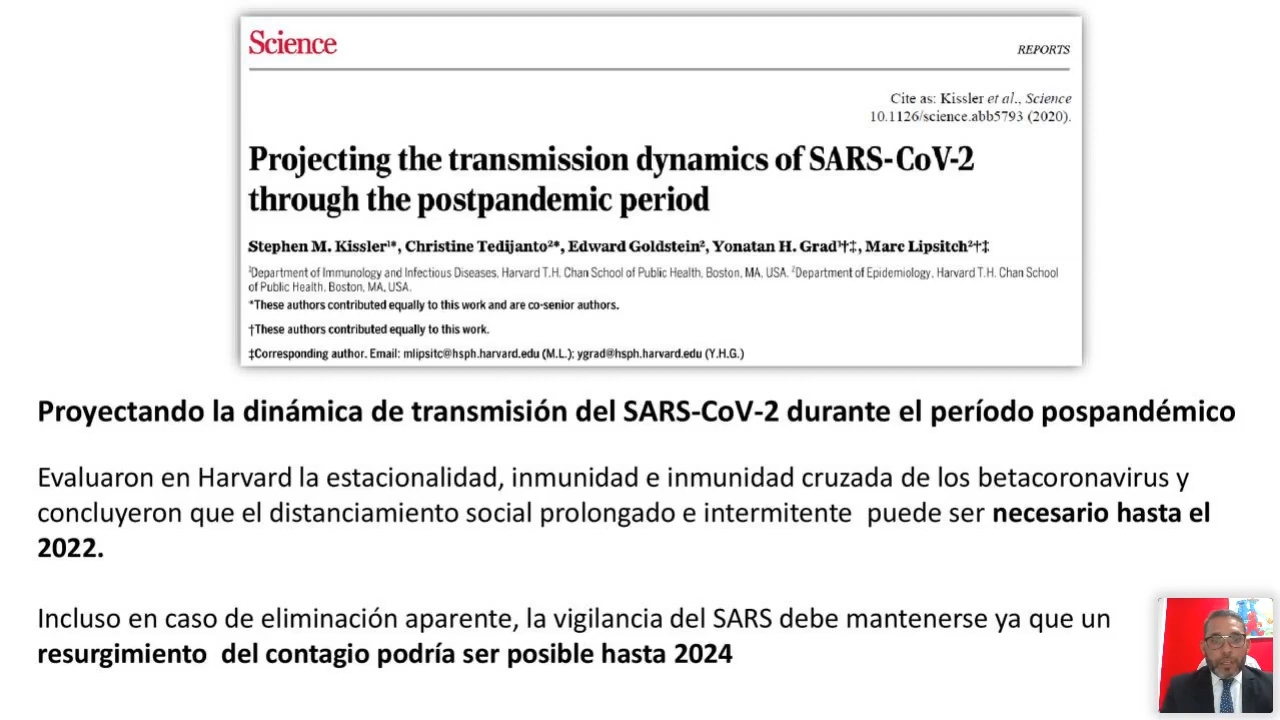 Science
REPORTS
Cite as: Kissler et al., Science
10.1126/science.abb5793 (2020).
Projecting the transmission dynamics of SARS-CoV-2
through the postpandemic period
Stephen M. Kissler¹*, Christine Tedijanto²*, Edward Goldstein², Yonatan H. Grad¹†‡, Marc Lipsitch²†‡
¹Department of Immunology and Infectious Diseases, Harvard T.H. Chan School of Public Health, Boston, MA, USA. ²Department of Epidemiology, Harvard T.H. Chan School
of Public Health, Boston, MA, USA.
*These authors contributed equally to this work and are co-senior authors.
†These authors contributed equally to this work.
‡Corresponding author. Email: mlipsitc@hsph.harvard.edu (M.L.); ygrad@hsph.harvard.edu (Y.H.G.)
Proyectando la dinámica de transmisión del SARS-CoV-2 durante el período pospandémico
Evaluaron en Harvard la estacionalidad, inmunidad e inmunidad cruzada de los betacoronavirus y
concluyeron que el distanciamiento social prolongado e intermitente puede ser necesario hasta el
2022.
Incluso en caso de eliminación aparente, la vigilancia del SARS debe mantenerse ya que un
resurgimiento del contagio podría ser posible hasta 2024